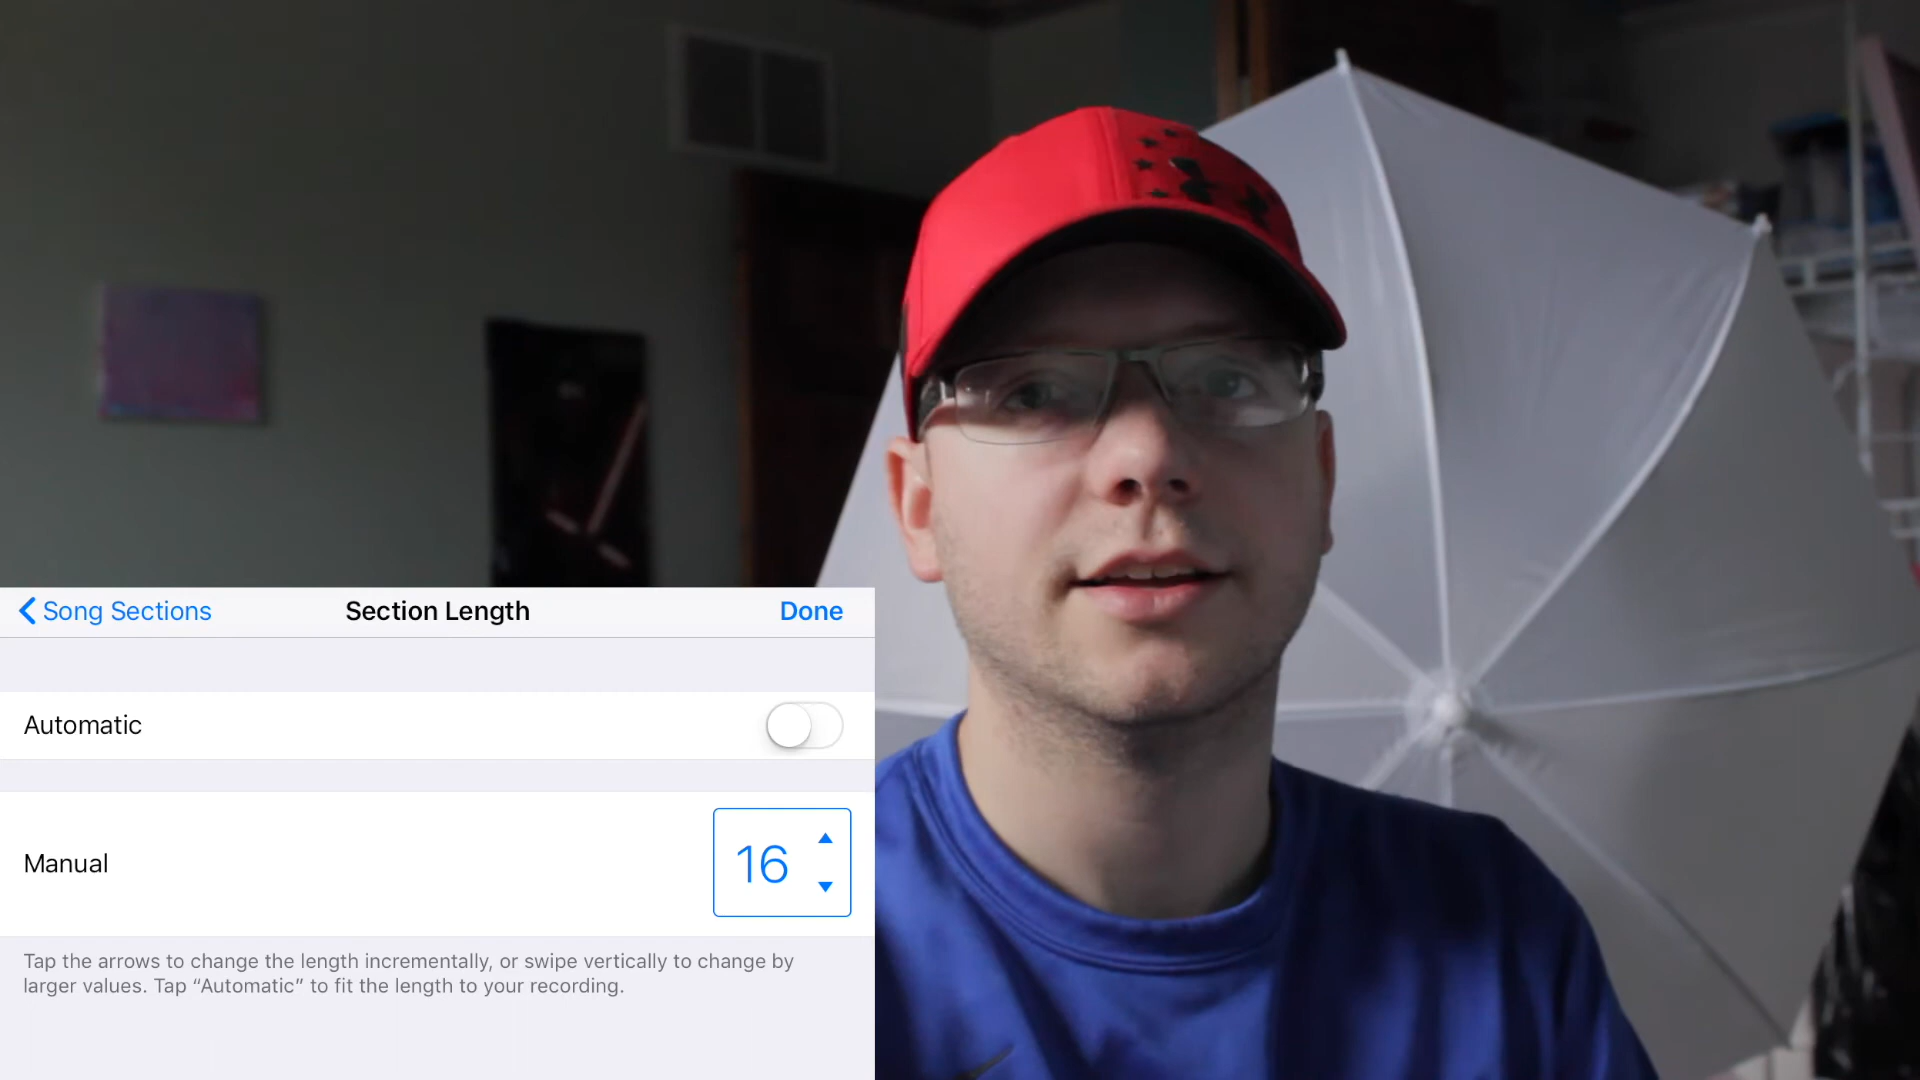 Song Sections Section Length Done
Automatic
Manual 16
Tap the arrows to change the length incrementally, or swipe vertically to change by
larger values. Tap “Automatic” to fit the length to your recording.